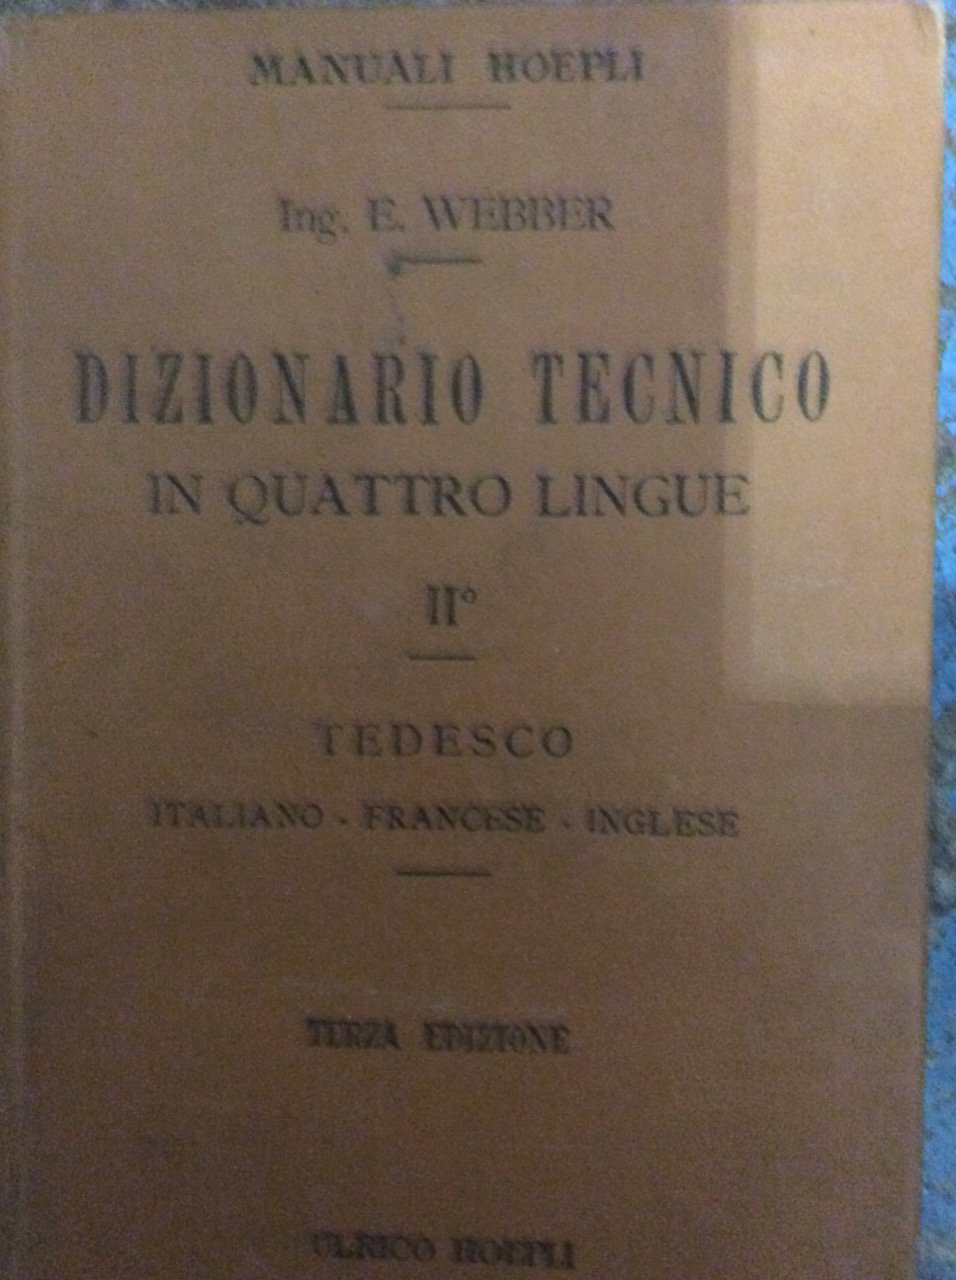 MANUALI HOEPLI
Ing. E. WEBBER
DIZIONARIO TECNICO
IN QUATTRO LINGUE
II°
TEDESCO
ITALIANO - FRANCESE - INGLESE
TERZA EDIZIONE
ULRICO HOEPLI